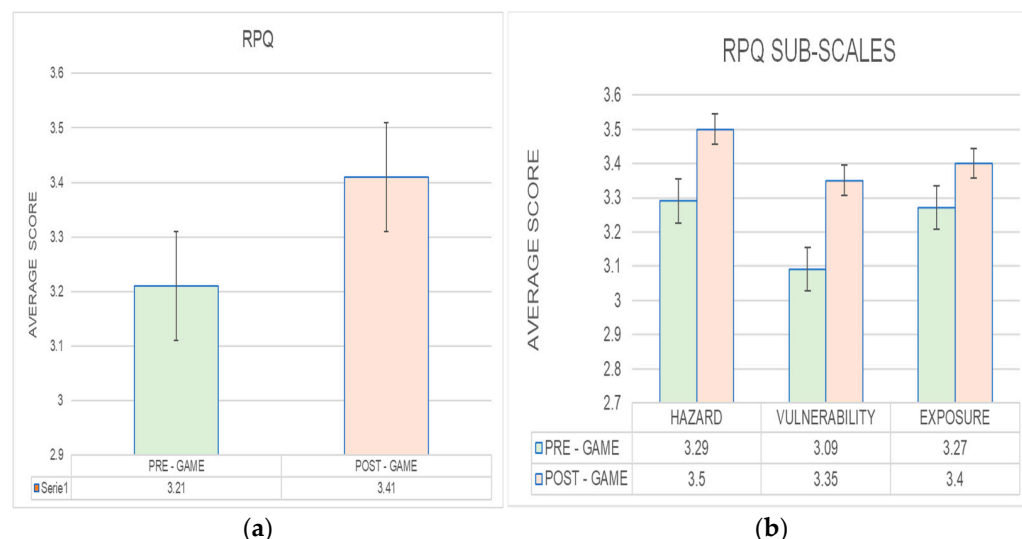 RPQ
AVERAGE SCORE
3.6
3.5
3.4
3.3
3.2
3.1
3
2.9
PRE - GAME POST - GAME
Serie1 3.21 3.41
(a)
RPQ SUB-SCALES
AVERAGE SCORE
3.6
3.5
3.4
3.3
3.2
3.1
3
2.9
2.8
2.7
HAZARD VULNERABILITY EXPOSURE
PRE - GAME 3.29 3.09 3.27
POST - GAME 3.5 3.35 3.4
(b)